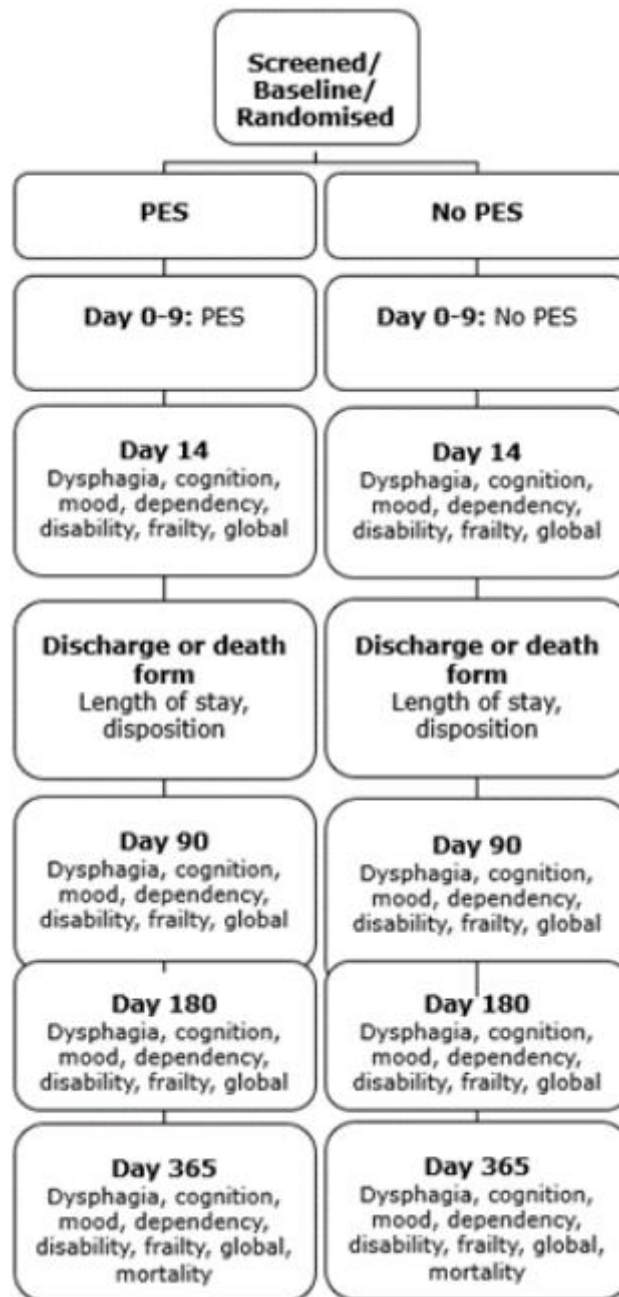 Screened/
Baseline/
Randomised
PES
No PES
Day 0-9: PES
Day 0-9: No PES
Day 14
Dysphagia, cognition,
mood, dependency,
disability, frailty, global
Day 14
Dysphagia, cognition,
mood, dependency,
disability, frailty, global
Discharge or death
form
Length of stay,
disposition
Discharge or death
form
Length of stay,
disposition
Day 90
Dysphagia, cognition,
mood, dependency,
disability, frailty, global
Day 90
Dysphagia, cognition,
mood, dependency,
disability, frailty, global
Day 180
Dysphagia, cognition,
mood, dependency,
disability, frailty, global
Day 180
Dysphagia, cognition,
mood, dependency,
disability, frailty, global
Day 365
Dysphagia, cognition,
mood, dependency,
disability, frailty, global,
mortality
Day 365
Dysphagia, cognition,
mood, dependency,
disability, frailty, global,
mortality